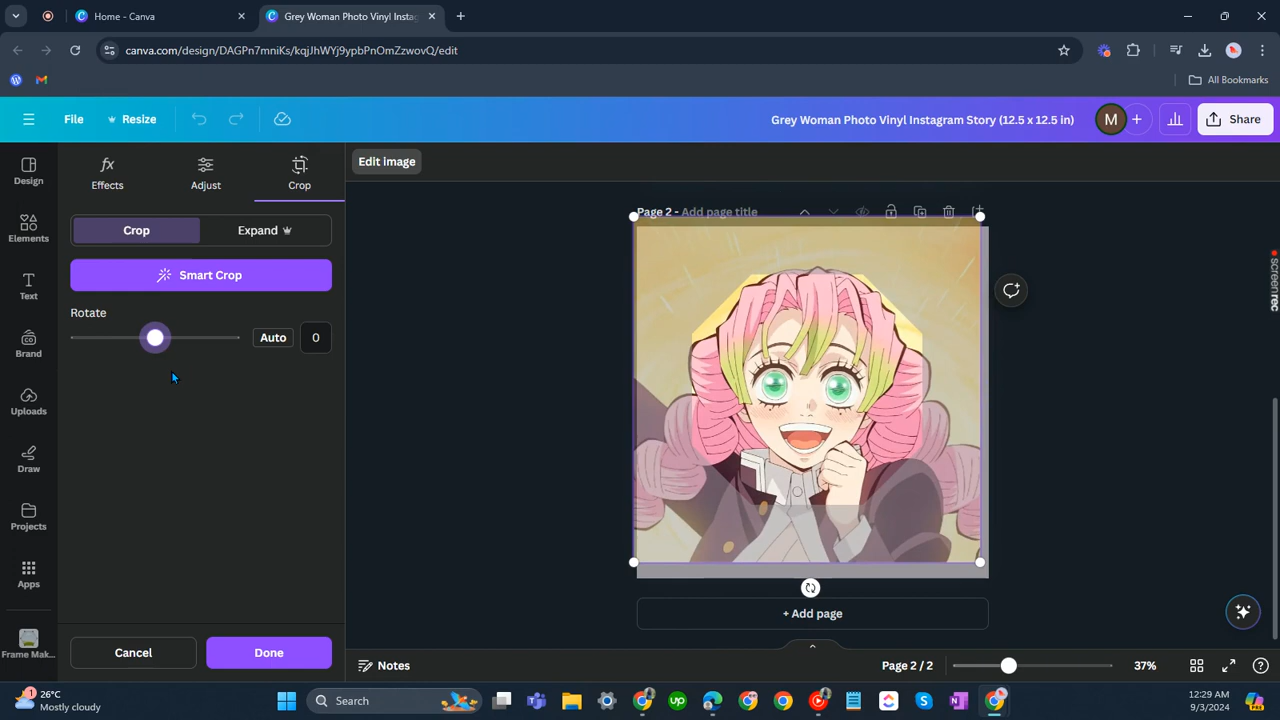 Home - Canva
Grey Woman Photo Vinyl Instag
canva.com/design/DAGPn7mniKs/kqjJhWYj9ypbPnOmZzwovQ/edit
All Bookmarks
File
Resize
Grey Woman Photo Vinyl Instagram Story (12.5 x 12.5 in)
M
Share
Design
Elements
Text
Brand
Uploads
Draw
Projects
Apps
Frame Mak...
Effects
Adjust
Crop
Crop
Expand
Smart Crop
Rotate
Auto
0
Cancel
Done
Edit image
Page 2 - Add page title
+ Add page
Notes
Page 2 / 2
37%
screenrec
1
26°C
Mostly cloudy
Search
12:29 AM
9/3/2024